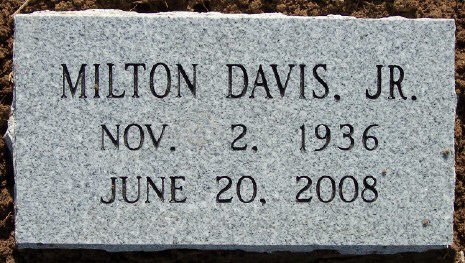 MILTON DAVIS, JR.
NOV. 2, 1936
JUNE 20, 2008